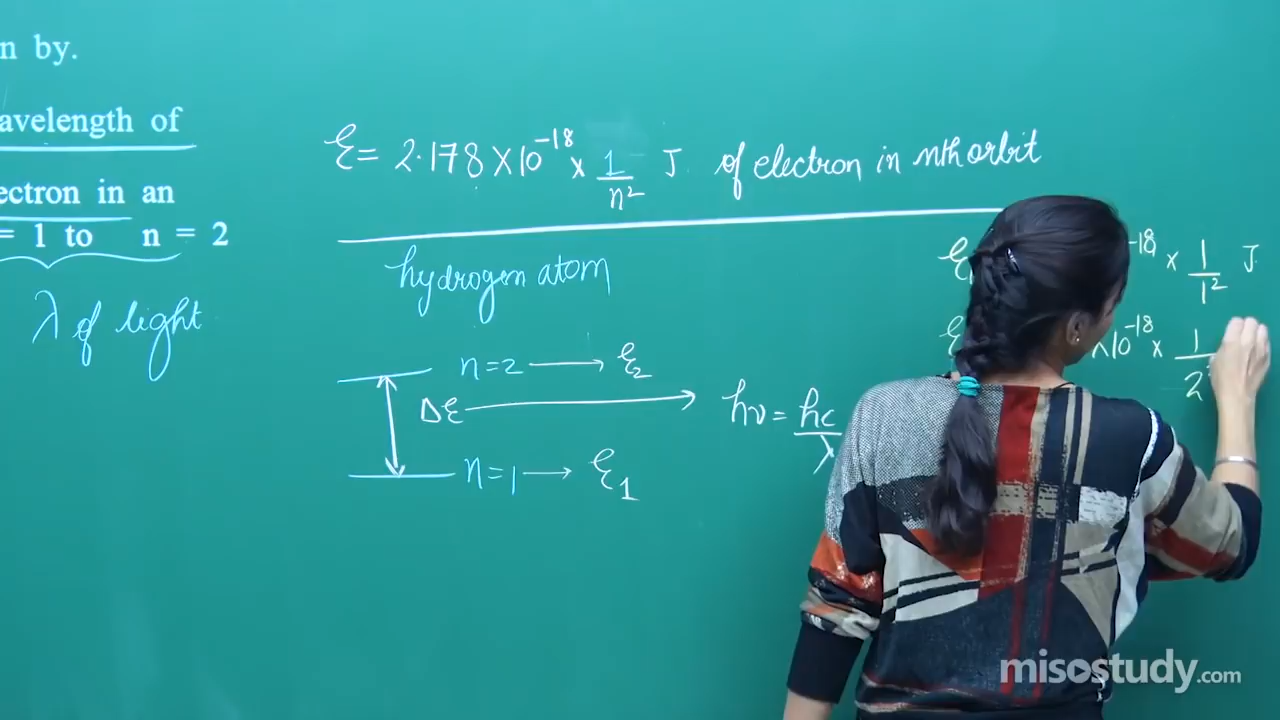 n by.
avelength of
ectron in an
= 1 to n = 2
λ of light
ℰ = 2.178 × 10⁻¹⁸ × 1/n² J of electron in nth orbit
hydrogen atom
n=2 → ℰ₂
Δℰ → hν = hc/λ
n=1 → ℰ₁
ℰ -18 × 1/1² J
ℰ ×10⁻¹⁸ × 1/2
misostudy.com